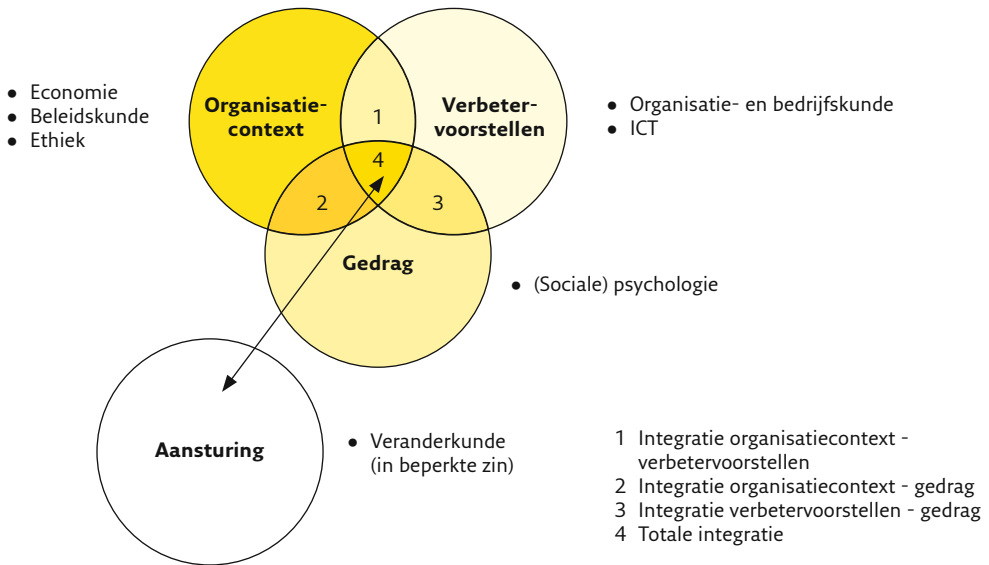 • Economie
• Beleidskunde
• Ethiek
Organisatie-
context
1
Verbeter-
voorstellen
• Organisatie- en bedrijfskunde
• ICT
4
2
3
Gedrag
• (Sociale) psychologie
Aansturing
• Veranderkunde
(in beperkte zin)
1 Integratie organisatiecontext -
verbetervoorstellen
2 Integratie organisatiecontext - gedrag
3 Integratie verbetervoorstellen - gedrag
4 Totale integratie